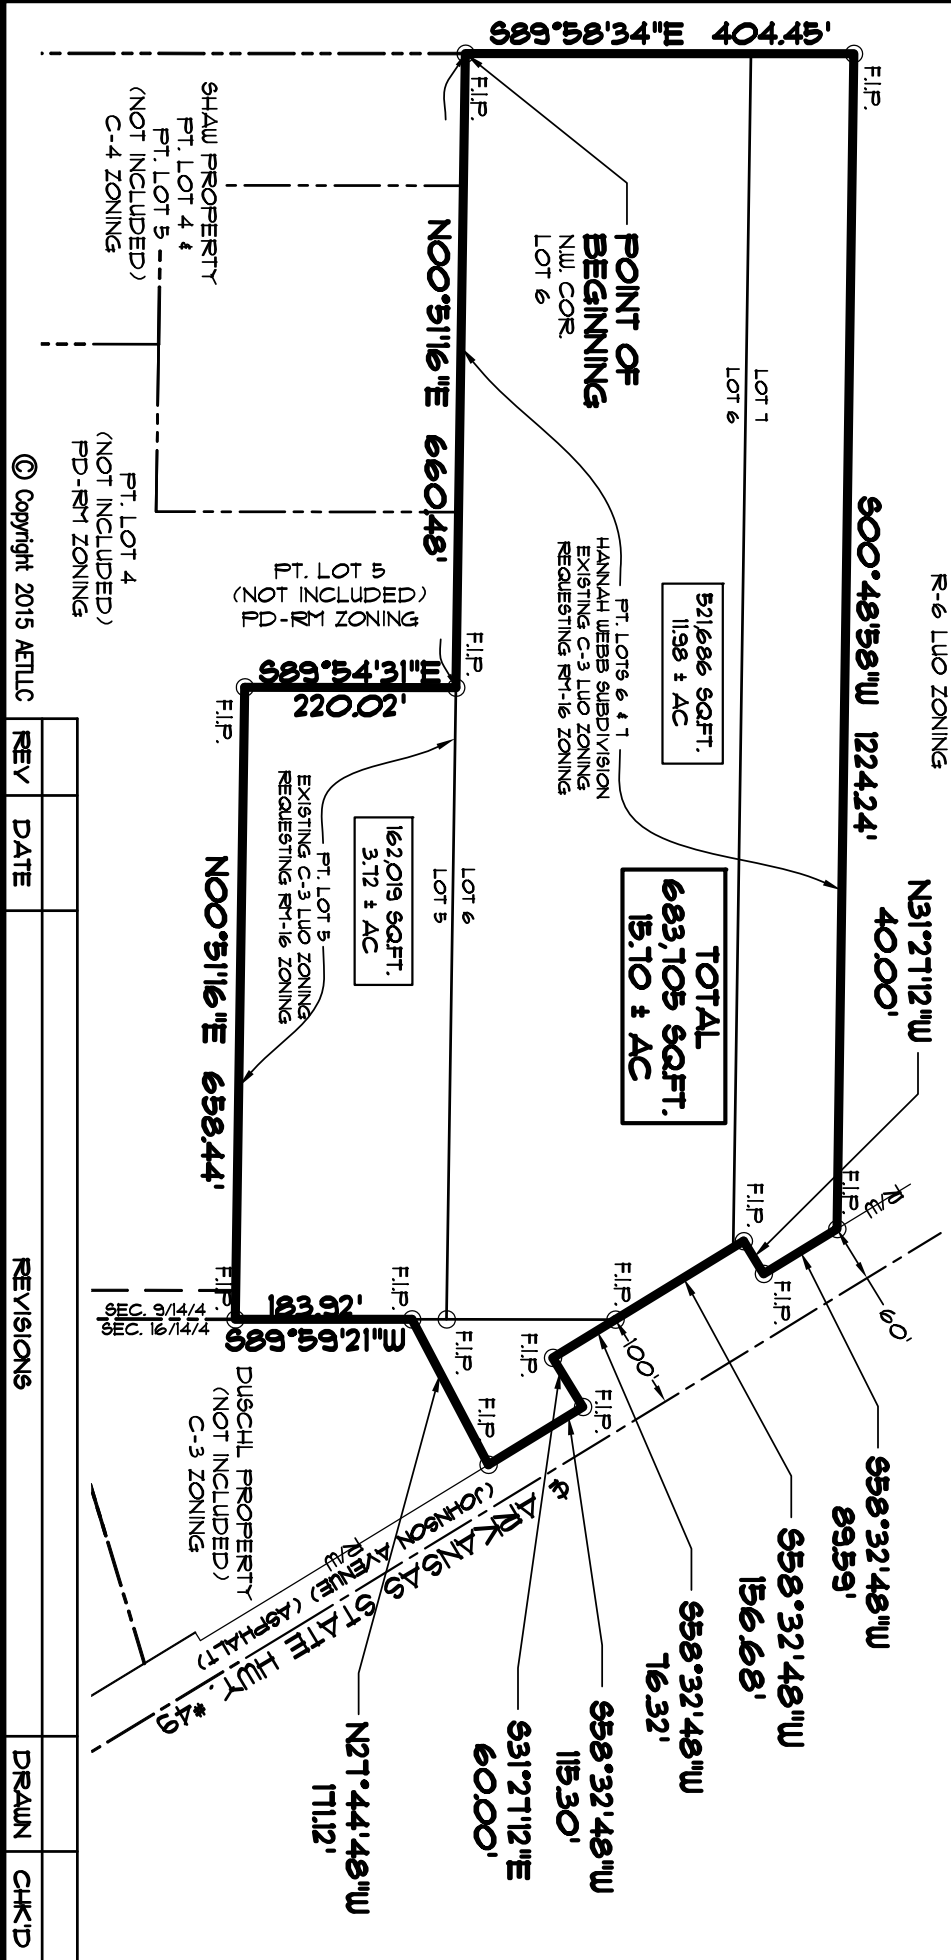 S89°58'34"E 404.45'
F.I.P.
F.I.P.
SHAW PROPERTY
PT. LOT 4 &
PT. LOT 5
(NOT INCLUDED)
C-4 ZONING
POINT OF
BEGINNING
N.W. COR.
LOT 6
N00°51'16"E 660.48'
LOT 7
LOT 6
R-6 LUO ZONING
S00°48'58"W 1224.24'
PT. LOT 4
(NOT INCLUDED)
PD-RM ZONING
PT. LOT 5
(NOT INCLUDED)
PD-RM ZONING
521,686 SQ.FT.
11.98 ± AC
PT. LOTS 6 & 7
HANNAH WEBB SUBDIVISION
EXISTING C-3 LUO ZONING
REQUESTING RM-16 ZONING
F.I.P.
S89°54'31"E
220.02'
F.I.P.
PT. LOT 5
EXISTING C-3 LUO ZONING
REQUESTING RM-16 ZONING
162,019 SQ.FT.
3.72 ± AC
LOT 6
LOT 5
TOTAL
683,705 SQ.FT.
15.70 ± AC
N31°27'12"W
40.00'
N00°51'16"E 658.44'
F.I.P.
R/W
F.I.P.
F.I.P.
60'
F.I.P.
100'
F.I.P.
F.I.P.
183.92'
S89°59'21"W
SEC. 9/14/4
SEC. 16/14/4
F.I.P.
F.I.P.
F.I.P.
F.I.P.
DUSCHL PROPERTY
(NOT INCLUDED)
C-3 ZONING
ARKANSAS STATE HWY. #49
(JOHNSON AVENUE) (ASPHALT)
R/W
S58°32'48"W
89.59'
S58°32'48"W
156.68'
S58°32'48"W
76.32'
S58°32'48"W
115.30'
S31°27'12"E
60.00'
N27°44'48"W
171.12'
© Copyright 2015 AETLLC
REV DATE REVISIONS DRAWN CHK'D